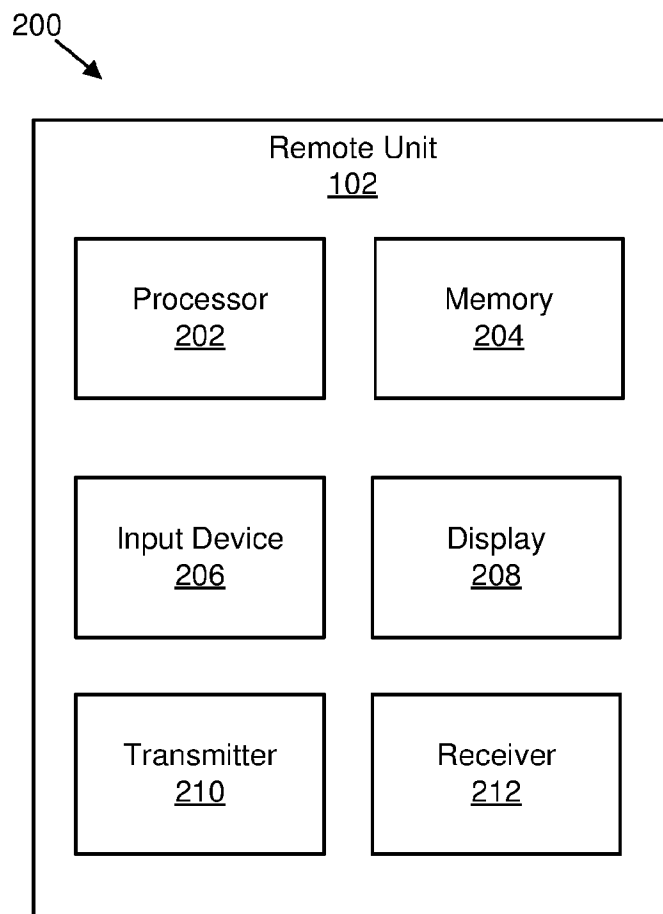 200
Remote Unit
102
Processor
202
Memory
204
Input Device
206
Display
208
Transmitter
210
Receiver
212